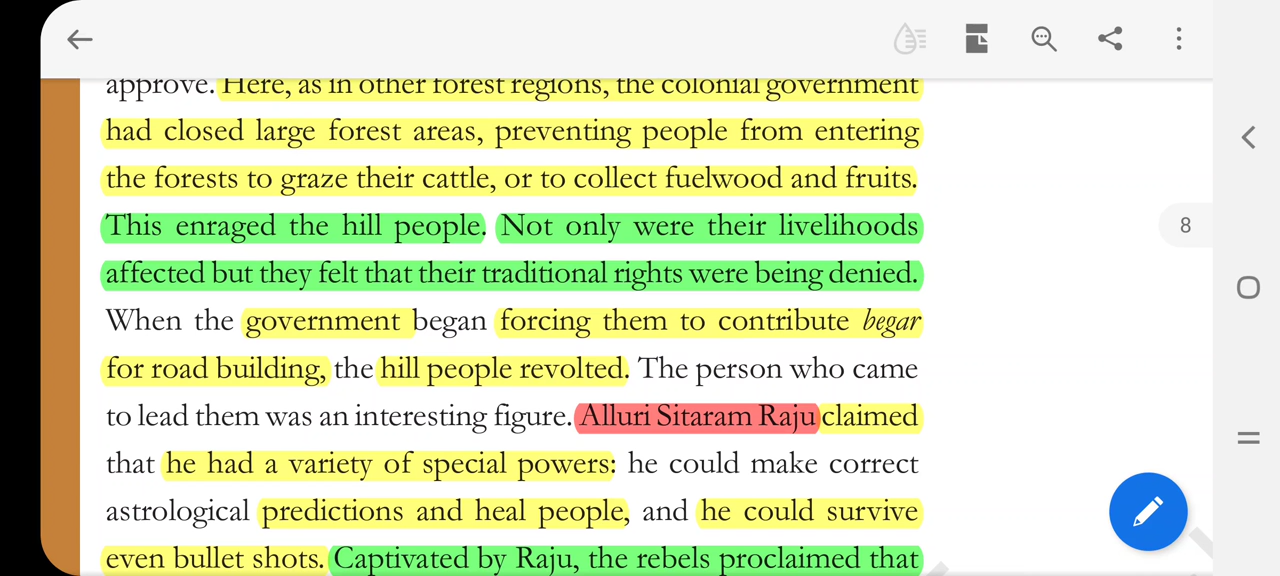 approve. Here, as in other forest regions, the colonial government
had closed large forest areas, preventing people from entering
the forests to graze their cattle, or to collect fuelwood and fruits.
This enraged the hill people. Not only were their livelihoods
affected but they felt that their traditional rights were being denied.
When the government began forcing them to contribute begar
for road building, the hill people revolted. The person who came
to lead them was an interesting figure. Alluri Sitaram Raju claimed
that he had a variety of special powers: he could make correct
astrological predictions and heal people, and he could survive
even bullet shots. Captivated by Raju, the rebels proclaimed that
8